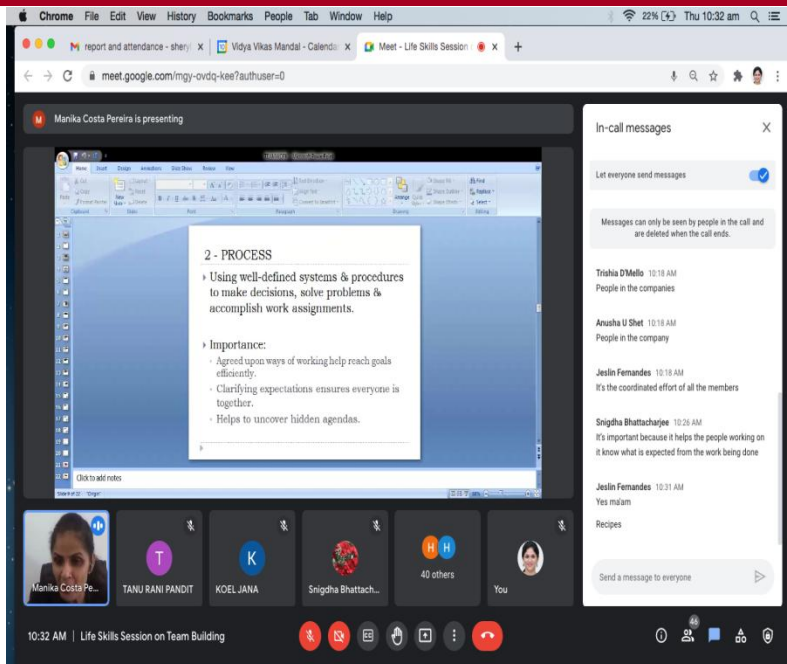 Chrome File Edit View History Bookmarks People Tab Window Help
22% Thu 10:32 am
report and attendance - shery
Vidya Vikas Mandal - Calenda
Meet - Life Skills Session
meet.google.com/mgy-ovdq-kee?authuser=0
M
Manika Costa Pereira is presenting
Home Insert Design Animations Slide Show Review View
2 - PROCESS
Using well-defined systems & procedures
to make decisions, solve problems &
accomplish work assignments.
Importance:
Agreed upon ways of working help reach goals
efficiently.
Clarifying expectations ensures everyone is
together.
Helps to uncover hidden agendas.
Click to add notes
Manika Costa Pe...
T
TANU RANI PANDIT
K
KOEL JANA
Snigdha Bhattach...
H H
40 others
You
In-call messages
Let everyone send messages
Messages can only be seen by people in the call and
are deleted when the call ends.
Trishia D'Mello 10:18 AM
People in the companies
Anusha U Shet 10:18 AM
People in the company
Jeslin Fernandes 10:18 AM
It's the coordinated effort of all the members
Snigdha Bhattacharjee 10:26 AM
It's important because it helps the people working on
it know what is expected from the work being done
Jeslin Fernandes 10:31 AM
Yes ma'am
Recipes
Send a message to everyone
10:32 AM | Life Skills Session on Team Building
46